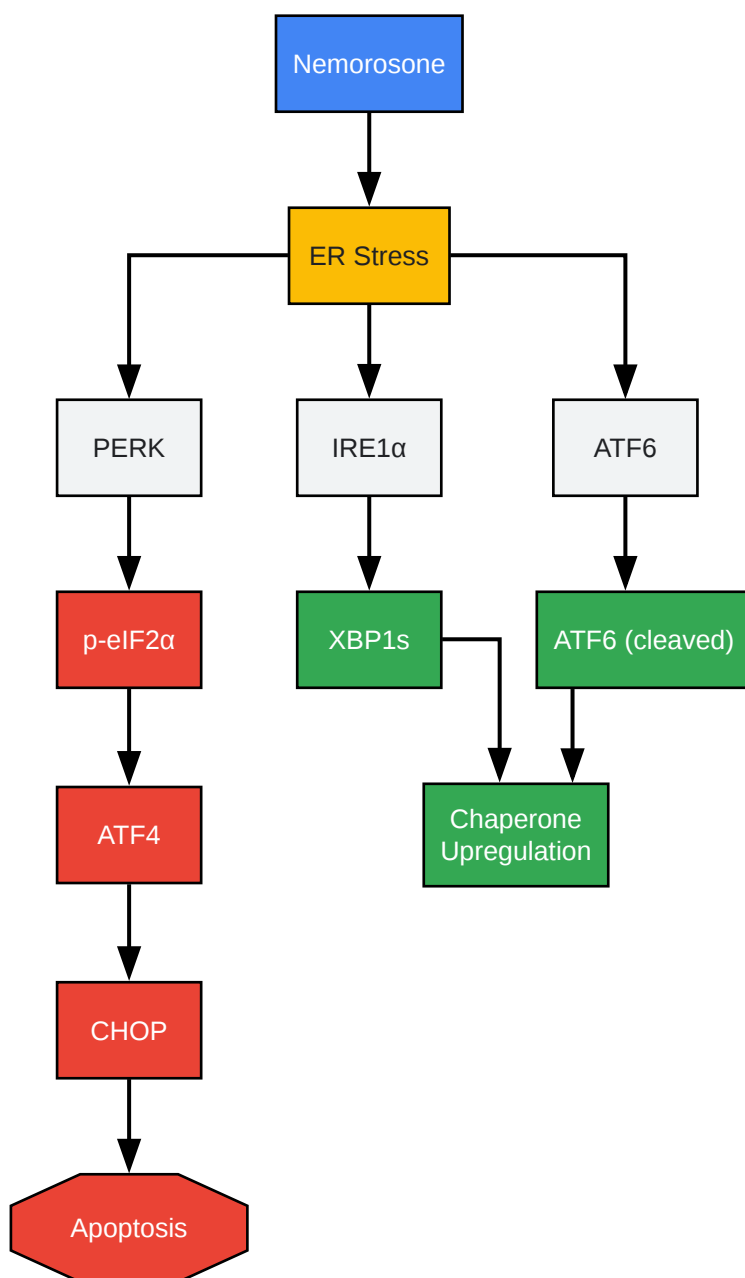 Nemorosone
ER Stress
PERK
IRE1α
ATF6
p-eIF2α
XBP1s
ATF6 (cleaved)
ATF4
Chaperone
Upregulation
CHOP
Apoptosis